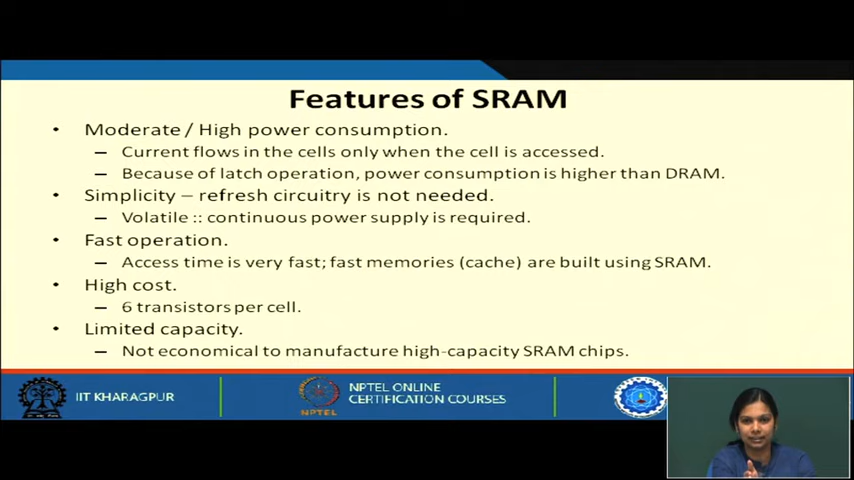 Features of SRAM
• Moderate / High power consumption.
– Current flows in the cells only when the cell is accessed.
– Because of latch operation, power consumption is higher than DRAM.
• Simplicity – refresh circuitry is not needed.
– Volatile :: continuous power supply is required.
• Fast operation.
– Access time is very fast; fast memories (cache) are built using SRAM.
• High cost.
– 6 transistors per cell.
• Limited capacity.
– Not economical to manufacture high-capacity SRAM chips.
IIT KHARAGPUR
NPTEL
NPTEL ONLINE
CERTIFICATION COURSES